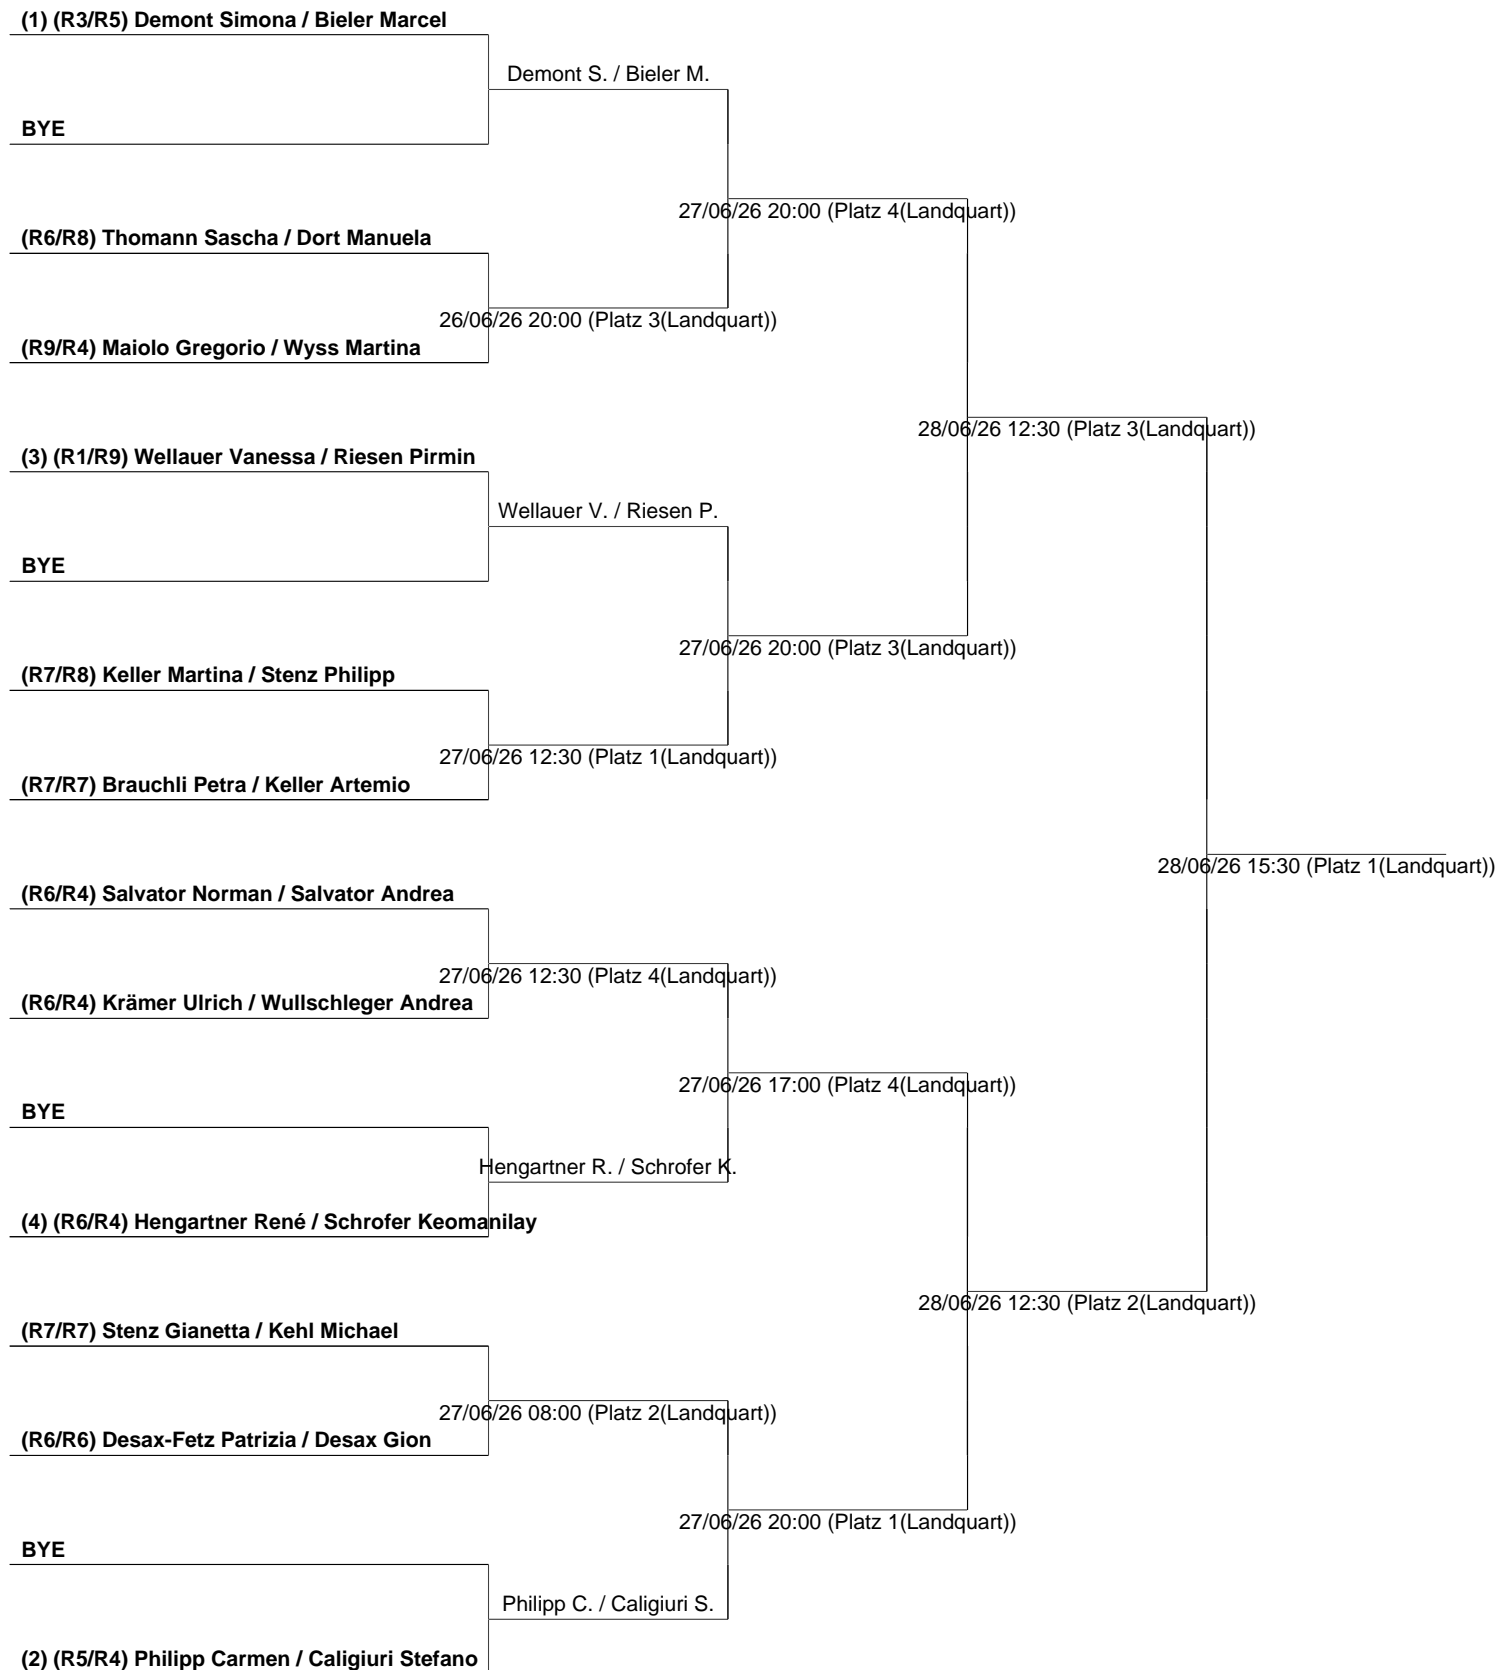 (1) (R3/R5) Demont Simona / Bieler Marcel
Demont S. / Bieler M.
BYE
27/06/26 20:00 (Platz 4(Landquart))
(R6/R8) Thomann Sascha / Dort Manuela
26/06/26 20:00 (Platz 3(Landquart))
(R9/R4) Maiolo Gregorio / Wyss Martina
28/06/26 12:30 (Platz 3(Landquart))
(3) (R1/R9) Wellauer Vanessa / Riesen Pirmin
Wellauer V. / Riesen P.
BYE
27/06/26 20:00 (Platz 3(Landquart))
(R7/R8) Keller Martina / Stenz Philipp
27/06/26 12:30 (Platz 1(Landquart))
(R7/R7) Brauchli Petra / Keller Artemio
28/06/26 15:30 (Platz 1(Landquart))
(R6/R4) Salvator Norman / Salvator Andrea
27/06/26 12:30 (Platz 4(Landquart))
(R6/R4) Krämer Ulrich / Wullschleger Andrea
27/06/26 17:00 (Platz 4(Landquart))
BYE
Hengartner R. / Schrofer K.
(4) (R6/R4) Hengartner René / Schrofer Keomanilay
28/06/26 12:30 (Platz 2(Landquart))
(R7/R7) Stenz Gianetta / Kehl Michael
27/06/26 08:00 (Platz 2(Landquart))
(R6/R6) Desax-Fetz Patrizia / Desax Gion
27/06/26 20:00 (Platz 1(Landquart))
BYE
Philipp C. / Caligiuri S.
(2) (R5/R4) Philipp Carmen / Caligiuri Stefano